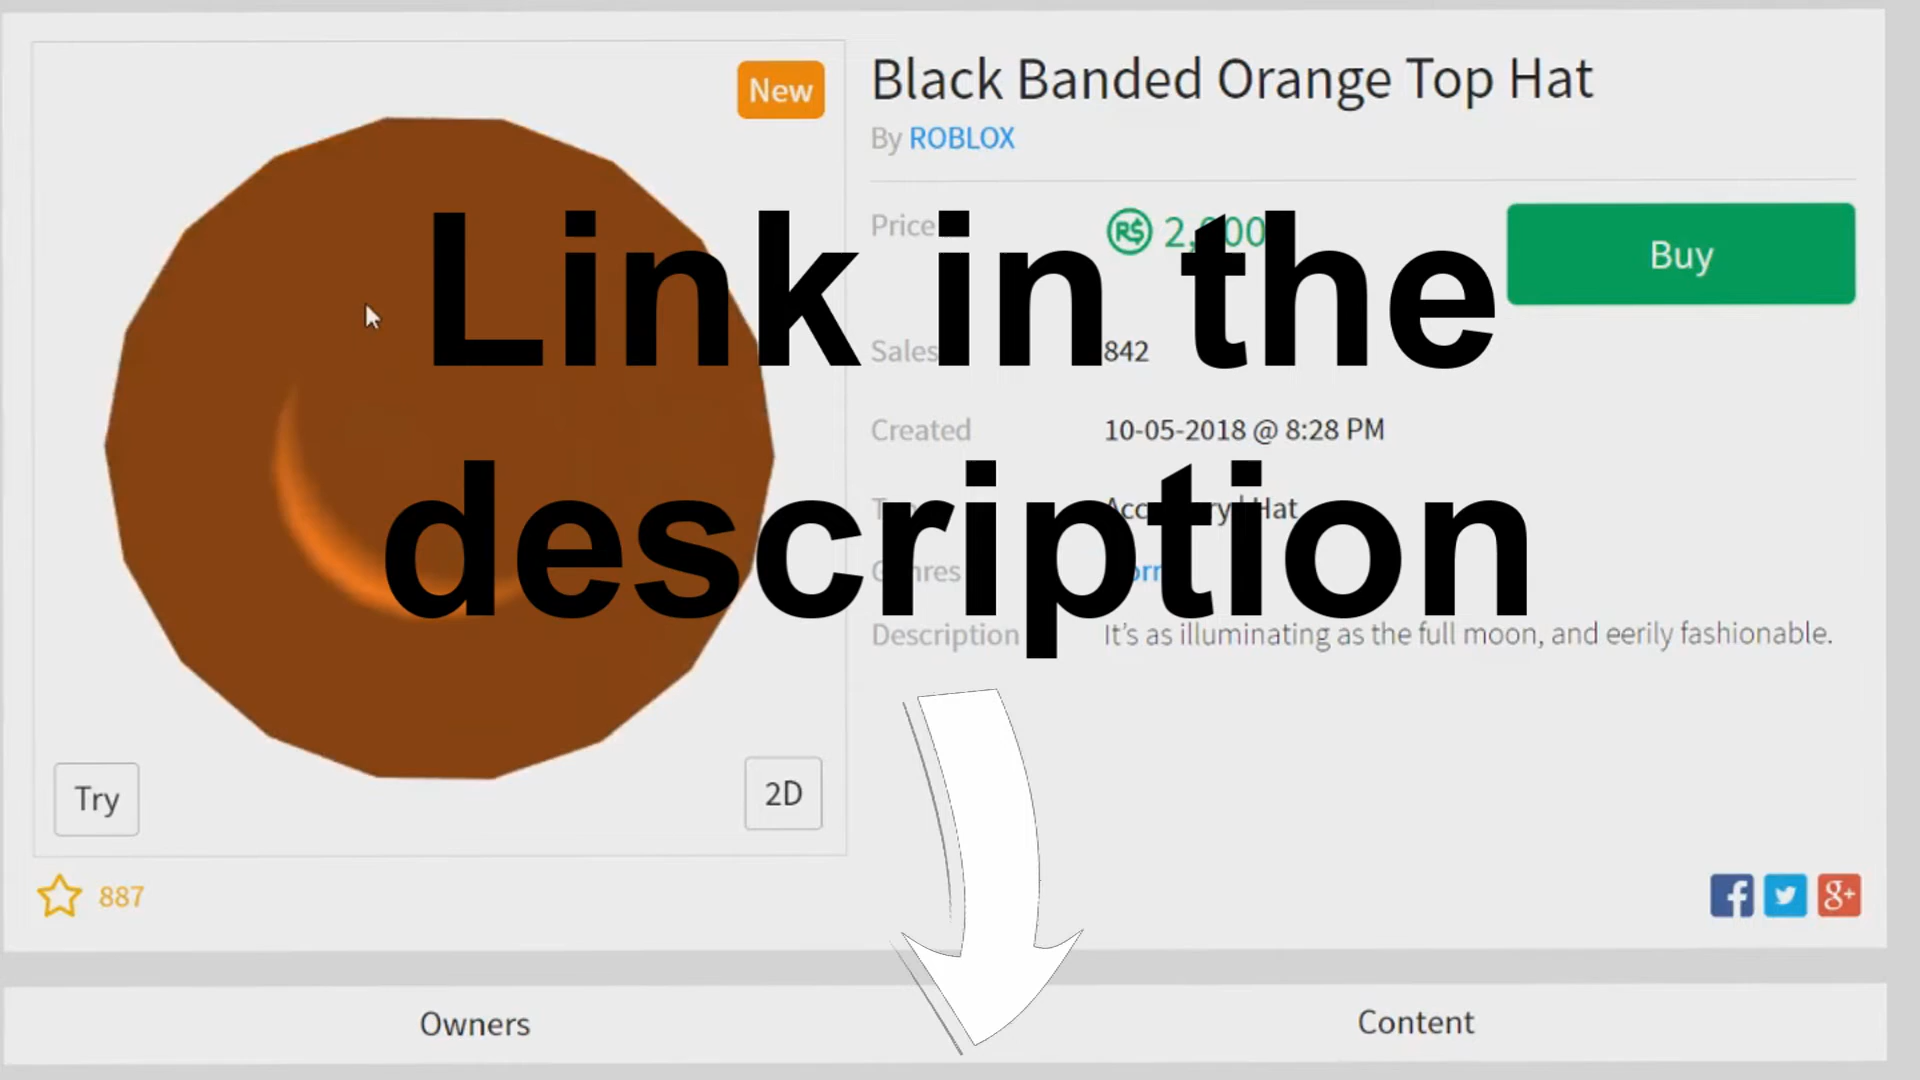 New
Black Banded Orange Top Hat
By ROBLOX
Link in the
Price R$ 2,000
Buy
Sales 842
Created 10-05-2018 @ 8:28 PM
description
Description It's as illuminating as the full moon, and eerily fashionable.
Try
2D
887
Owners
Content